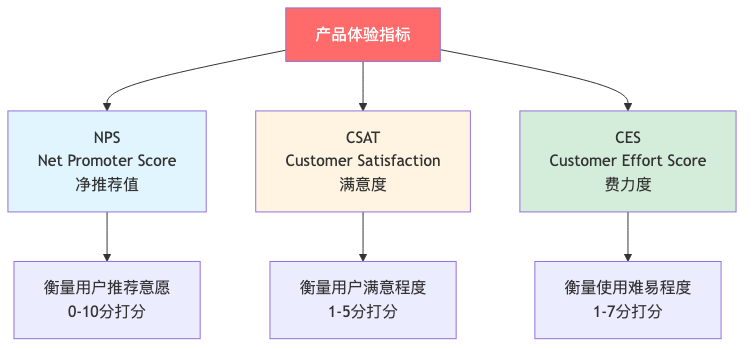 产品体验指标
NPS
Net Promoter Score
净推荐值
CSAT
Customer Satisfaction
满意度
CES
Customer Effort Score
费力度
衡量用户推荐意愿
0-10分打分
衡量用户满意程度
1-5分打分
衡量使用难易程度
1-7分打分